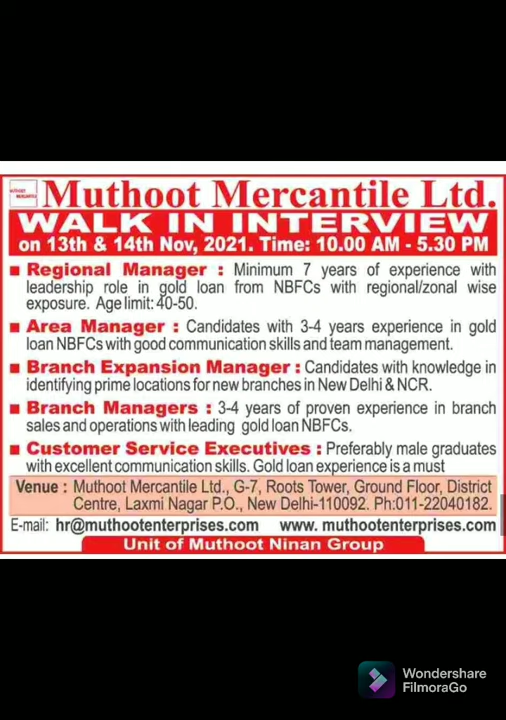 MUTHOOT
MERCANTILE
Muthoot Mercantile Ltd.
WALK IN INTERVIEW
on 13th & 14th Nov, 2021. Time: 10.00 AM - 5.30 PM
Regional Manager : Minimum 7 years of experience with
leadership role in gold loan from NBFCs with regional/zonal wise
exposure. Age limit: 40-50.
Area Manager : Candidates with 3-4 years experience in gold
loan NBFCs with good communication skills and team management.
Branch Expansion Manager : Candidates with knowledge in
identifying prime locations for new branches in New Delhi & NCR.
Branch Managers : 3-4 years of proven experience in branch
sales and operations with leading gold loan NBFCs.
Customer Service Executives : Preferably male graduates
with excellent communication skills. Gold loan experience is a must
Venue : Muthoot Mercantile Ltd., G-7, Roots Tower, Ground Floor, District
Centre, Laxmi Nagar P.O., New Delhi-110092. Ph:011-22040182.
E-mail: hr@muthootenterprises.com www. muthootenterprises.com
Unit of Muthoot Ninan Group
Wondershare
FilmoraGo